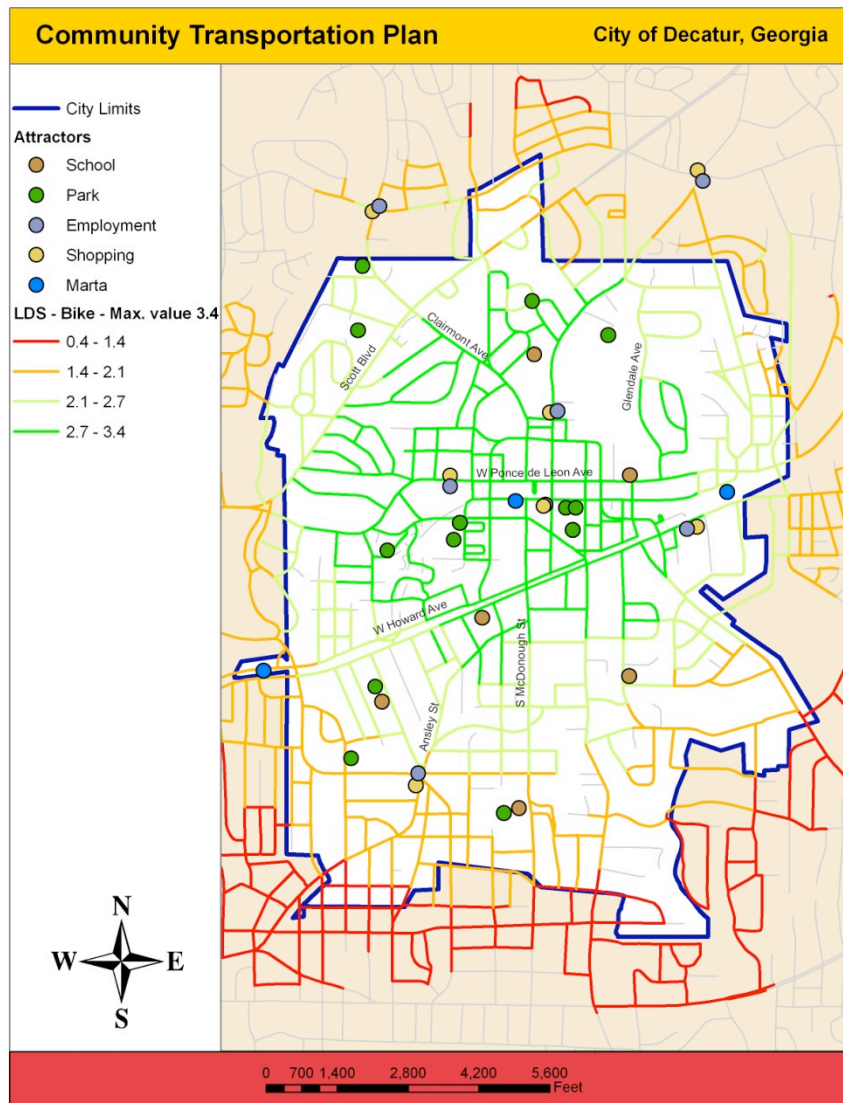 Community Transportation Plan
City of Decatur, Georgia
City Limits
Attractors
School
Park
Employment
Shopping
Marta
LDS - Bike - Max. value 3.4
0.4 - 1.4
1.4 - 2.1
2.1 - 2.7
2.7 - 3.4
Clairmont Ave
Scott Blvd
Glendale Ave
W Ponce de Leon Ave
W Howard Ave
S McDonough St
Ansley St
N
W
E
S
0 700 1,400 2,800 4,200 5,600
Feet